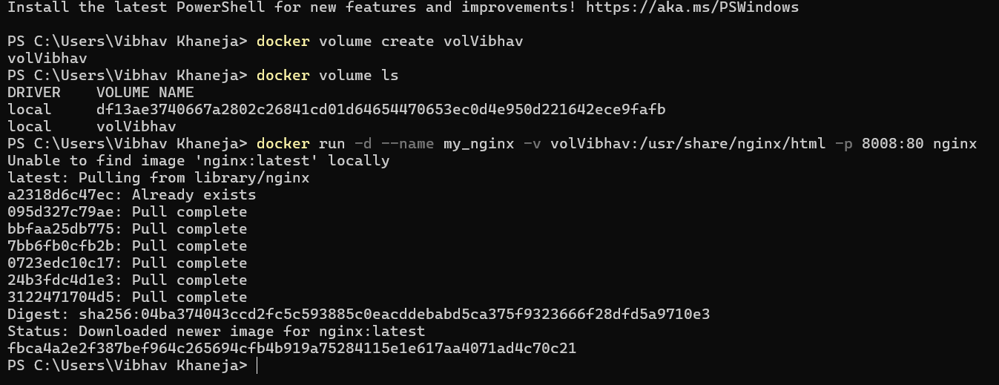 Install the latest PowerShell for new features and improvements! https://aka.ms/PSWindows
PS C:\Users\Vibhav Khaneja> docker volume create volVibhav
volVibhav
PS C:\Users\Vibhav Khaneja> docker volume ls
DRIVER    VOLUME NAME
local     df13ae3740667a2802c26841cd01d64654470653ec0d4e950d221642ece9fafb
local     volVibhav
PS C:\Users\Vibhav Khaneja> docker run -d --name my_nginx -v volVibhav:/usr/share/nginx/html -p 8008:80 nginx
Unable to find image 'nginx:latest' locally
latest: Pulling from library/nginx
a2318d6c47ec: Already exists
095d327c79ae: Pull complete
bbfaa25db775: Pull complete
7bb6fb0cfb2b: Pull complete
0723edc10c17: Pull complete
24b3fdc4d1e3: Pull complete
3122471704d5: Pull complete
Digest: sha256:04ba374043ccd2fc5c593885c0eacddebabd5ca375f9323666f28dfd5a9710e3
Status: Downloaded newer image for nginx:latest
fbca4a2e2f387bef964c265694cfb4b919a75284115e1e617aa4071ad4c70c21
PS C:\Users\Vibhav Khaneja>